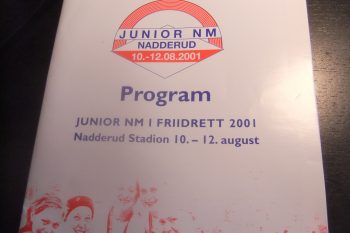 JUNIOR NM
NADDERUD
10.-12.08.2001
Program
JUNIOR NM I FRIIDRETT 2001
Nadderud Stadion 10. – 12. august